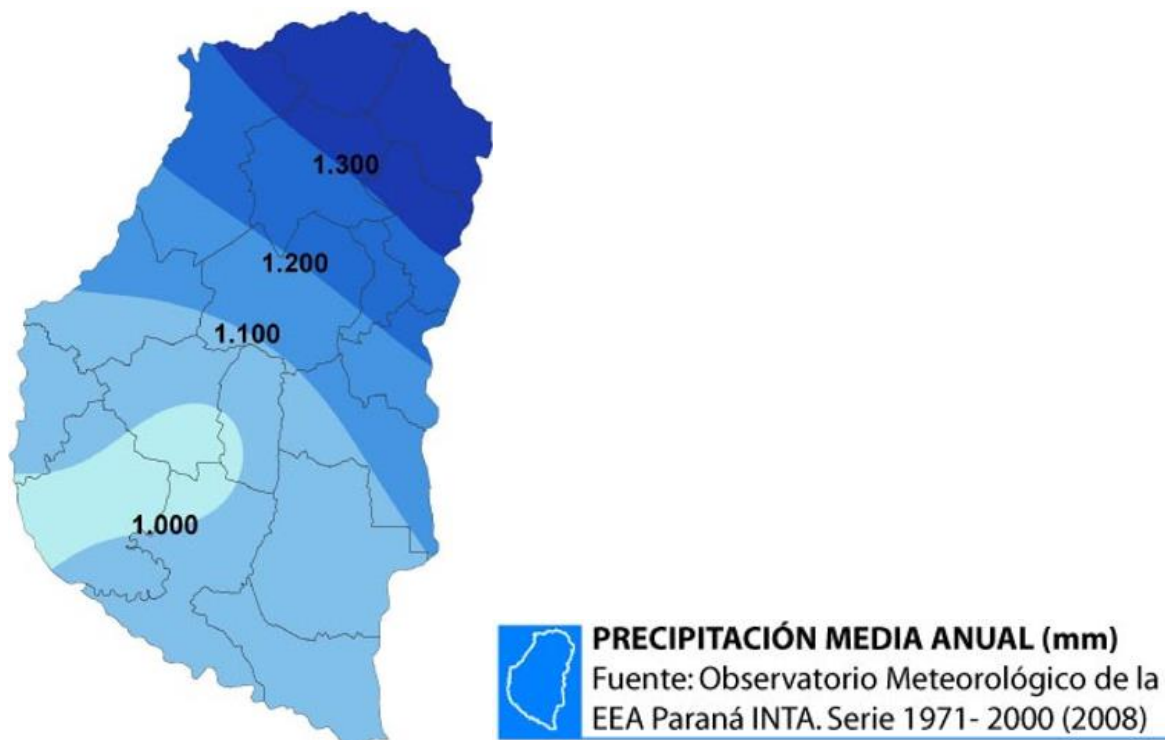 1.300
1.200
1.100
1.000
PRECIPITACIÓN MEDIA ANUAL (mm)
Fuente: Observatorio Meteorológico de la
EEA Paraná INTA. Serie 1971- 2000 (2008)